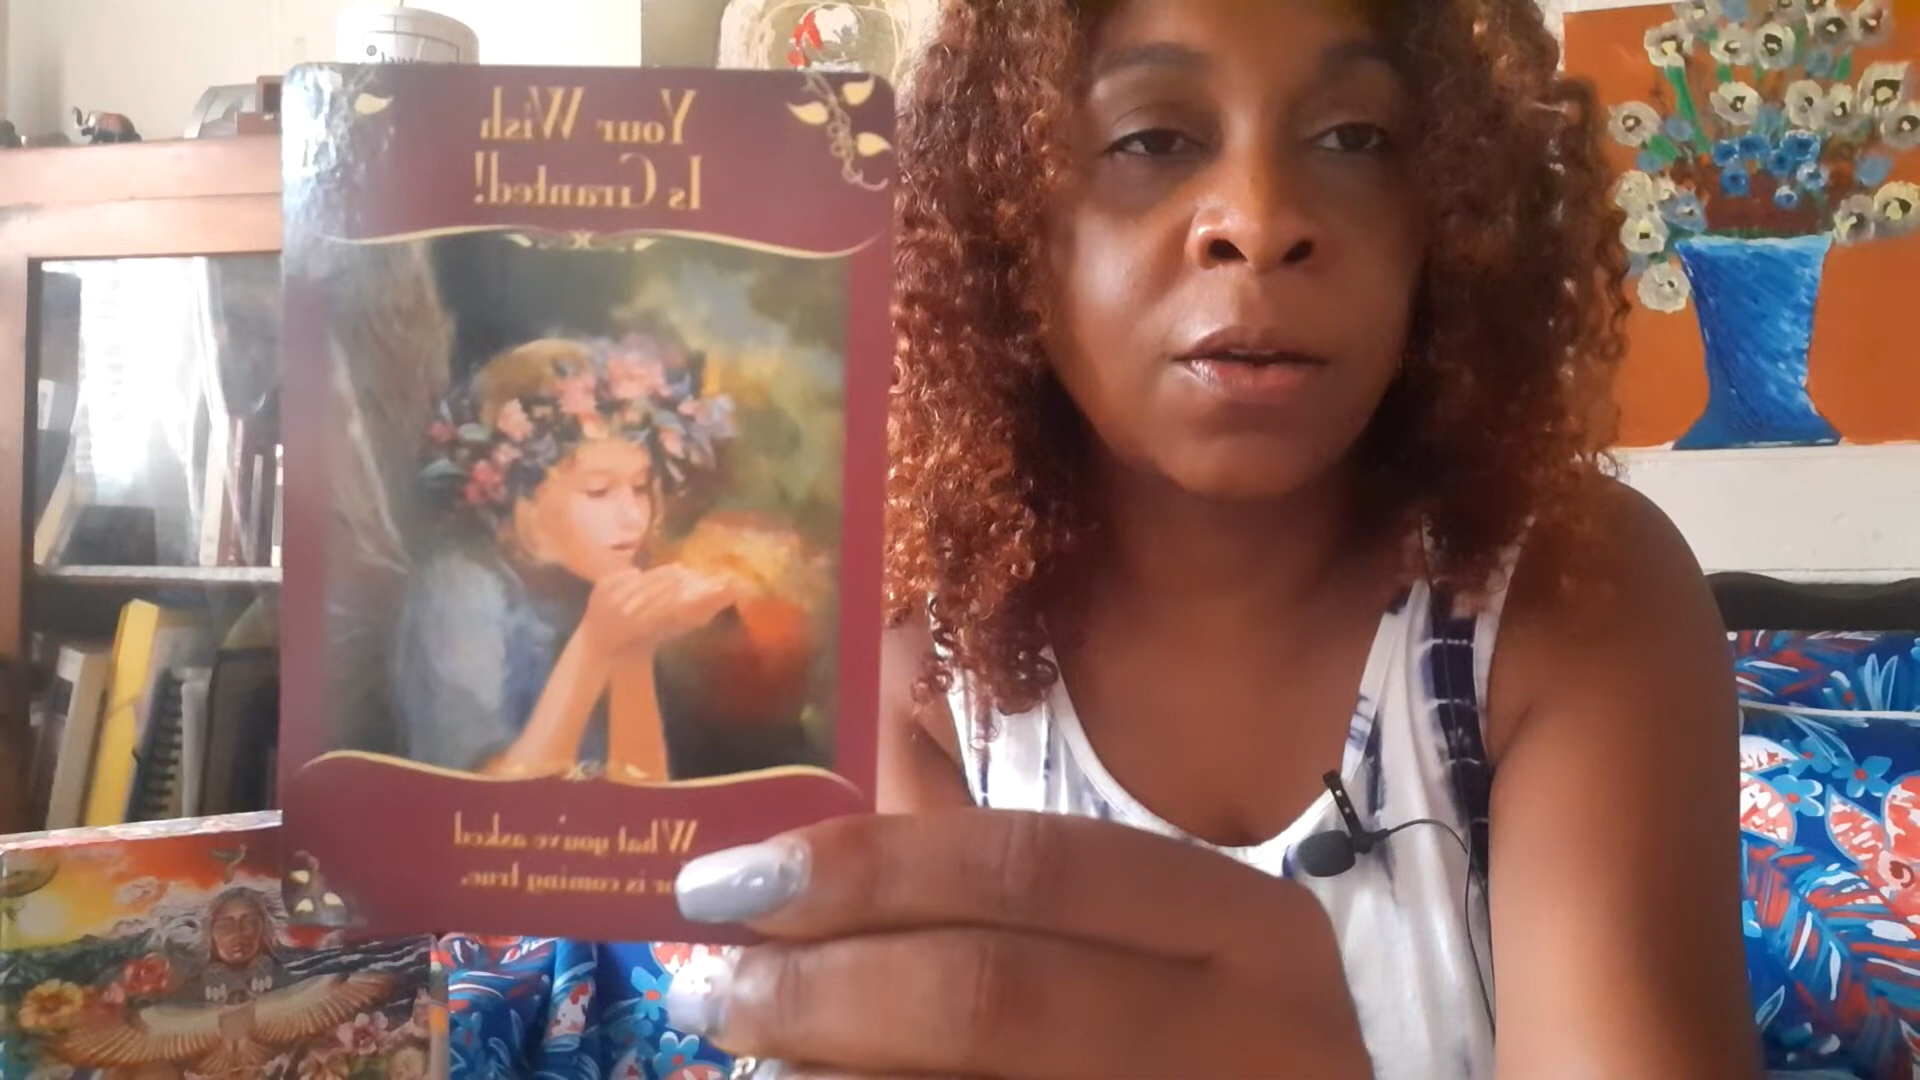 Your Wish
Is Granted!
What you've asked
is coming true.